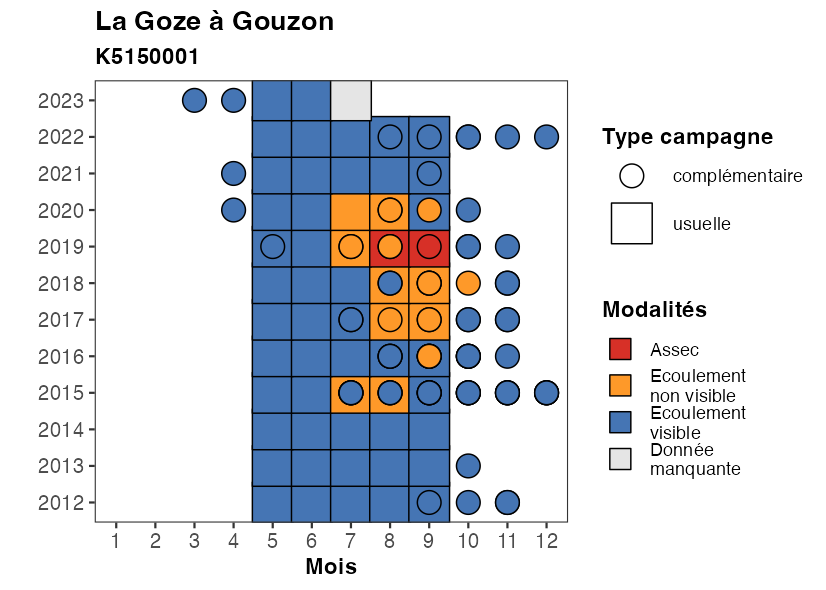 La Goze à Gouzon
K5150001
2023
2022
2021
2020
2019
2018
2017
2016
2015
2014
2013
2012
1 2 3 4 5 6 7 8 9 10 11 12
Mois
Type campagne
complémentaire
usuelle
Modalités
Assec
Ecoulement
non visible
Ecoulement
visible
Donnée
manquante